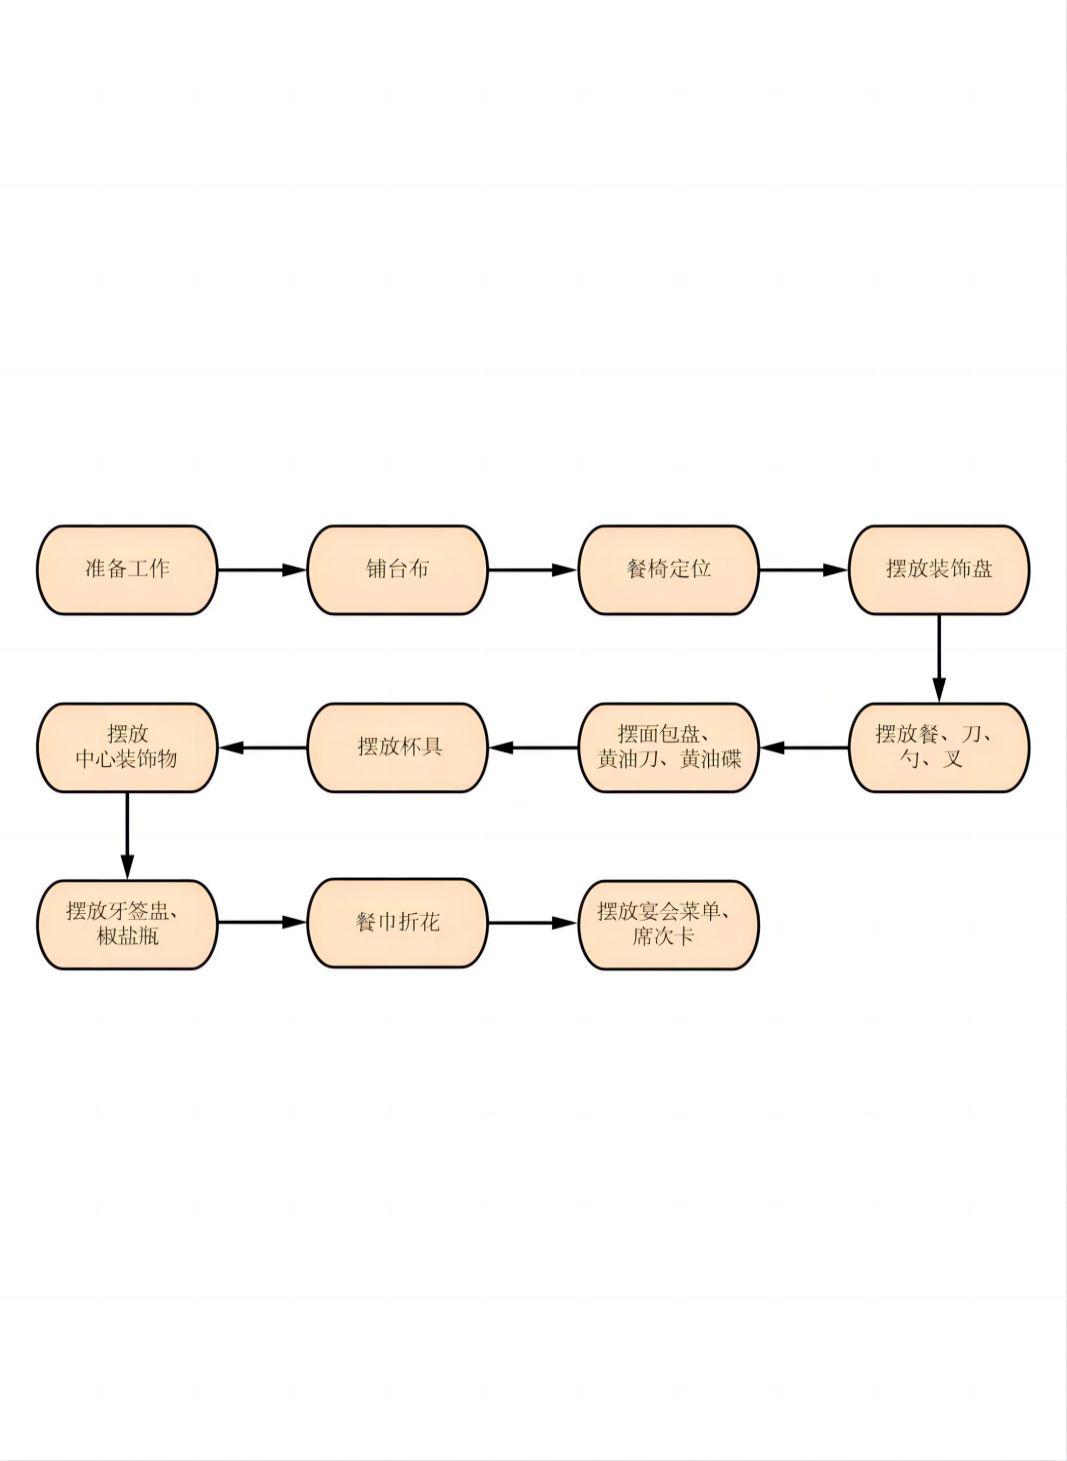 准备工作
铺台布
餐椅定位
摆放装饰盘
摆放餐、刀、
勺、叉
摆面包盘、
黄油刀、黄油碟
摆放杯具
摆放
中心装饰物
摆放牙签盅、
椒盐瓶
餐巾折花
摆放宴会菜单、
席次卡